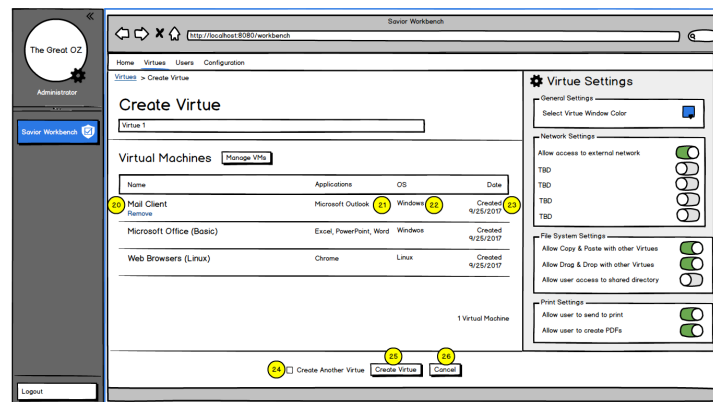 Savior Workbench
http://localhost:8080/workbench
The Great OZ
Administrator
Savior Workbench
Logout
Home Virtues Users Configuration
Virtues > Create Virtue
Create Virtue
Virtue 1
Virtual Machines Manage VMs
Name Applications OS Date
20 Mail Client Microsoft Outlook 21 Windows 22 Created 23
Remove 9/25/2017
Microsoft Office (Basic) Excel, PowerPoint, Word Windwos Created
9/25/2017
Web Browsers (Linux) Chrome Linux Created
9/25/2017
1 Virtual Machine
25 26
24 Create Another Virtue Create Virtue Cancel
Virtue Settings
General Settings
Select Virtue Window Color
Network Settings
Allow access to external network
TBD
TBD
TBD
TBD
File System Settings
Allow Copy & Paste with other Virtues
Allow Drag & Drop with other Virtues
Allow user access to shared directory
Print Settings
Allow user to send to print
Allow user to create PDFs